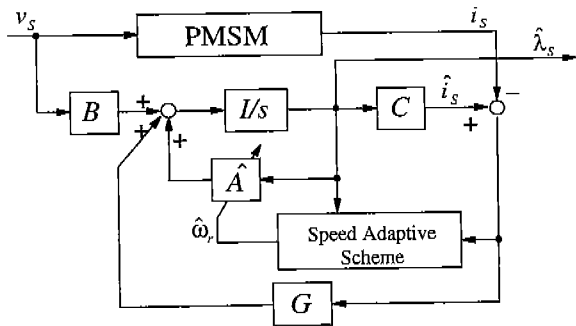 v_s
i_s
PMSM
λ̂_s
B
+
+
+
I/s
C
î_s
−
+
Â
ω̂_r
Speed Adaptive
Scheme
G